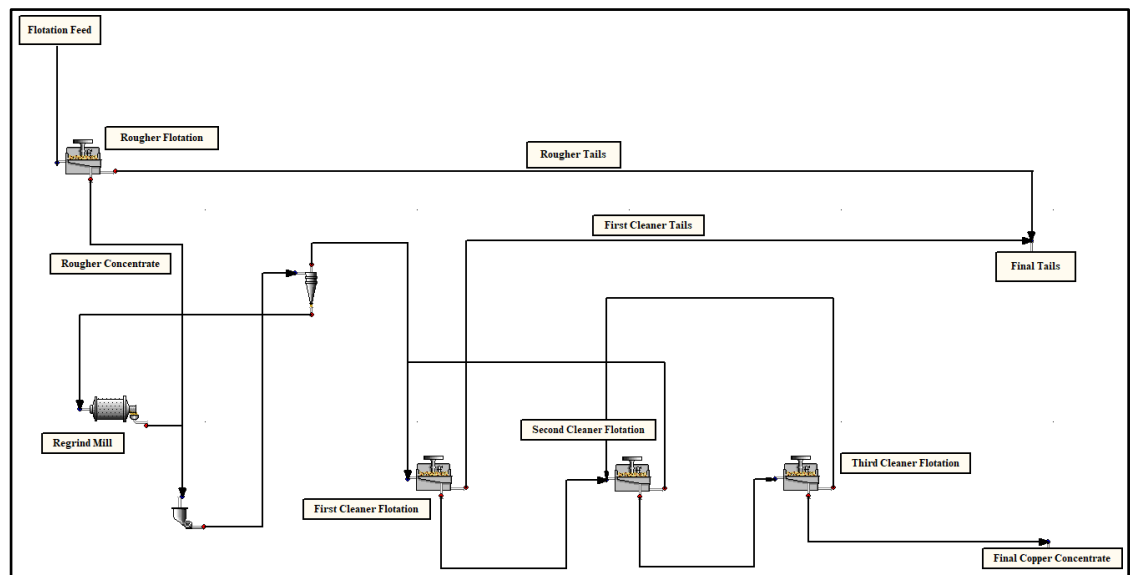 Flotation Feed
Rougher Flotation
Rougher Tails
First Cleaner Tails
Rougher Concentrate
Final Tails
Second Cleaner Flotation
Regrind Mill
Third Cleaner Flotation
First Cleaner Flotation
Final Copper Concentrate